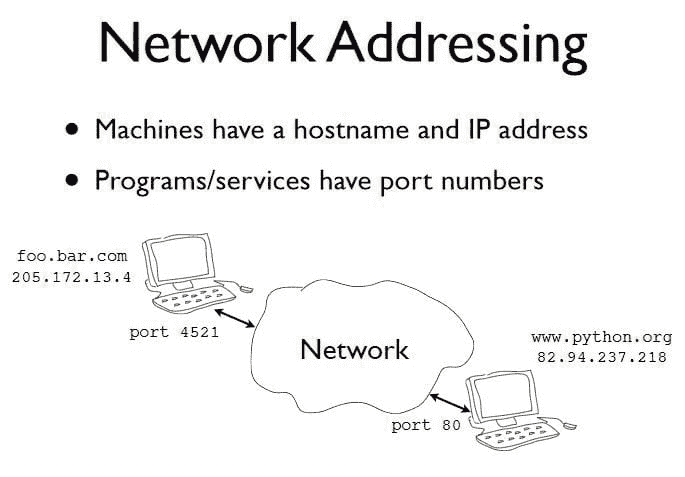 Network Addressing
• Machines have a hostname and IP address
• Programs/services have port numbers
foo.bar.com
205.172.13.4
port 4521
Network
www.python.org
82.94.237.218
port 80